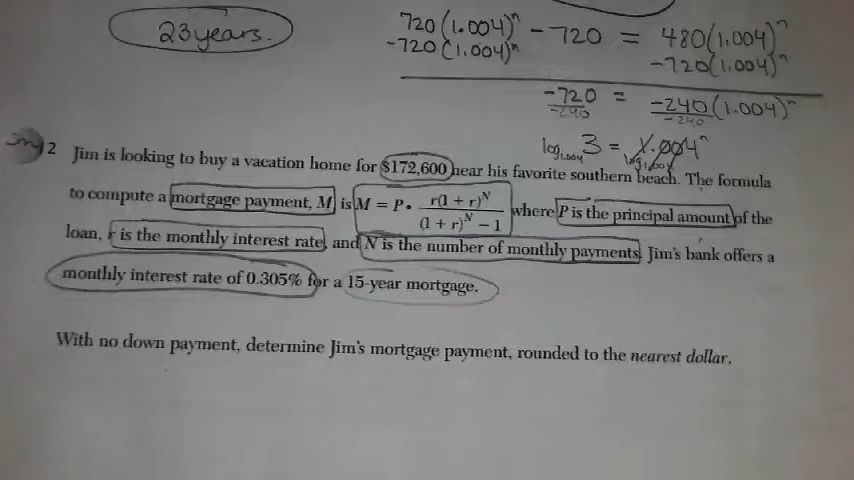 23 years.
720(1.004)ⁿ - 720 = 480(1.004)ⁿ
-720(1.004)ⁿ -720(1.004)ⁿ
-720 = -240(1.004)ⁿ
-240 -240
log₁.₀₀₄ 3 = 1.004ⁿ
log₁.₀₀₄
2 Jim is looking to buy a vacation home for $172,600 near his favorite southern beach. The formula
to compute a mortgage payment, M, is M = P • r(1 + r)^N / (1 + r)^N − 1 where P is the principal amount of the
loan, r is the monthly interest rate, and N is the number of monthly payments. Jim's bank offers a
monthly interest rate of 0.305% for a 15-year mortgage.
With no down payment, determine Jim's mortgage payment, rounded to the nearest dollar.